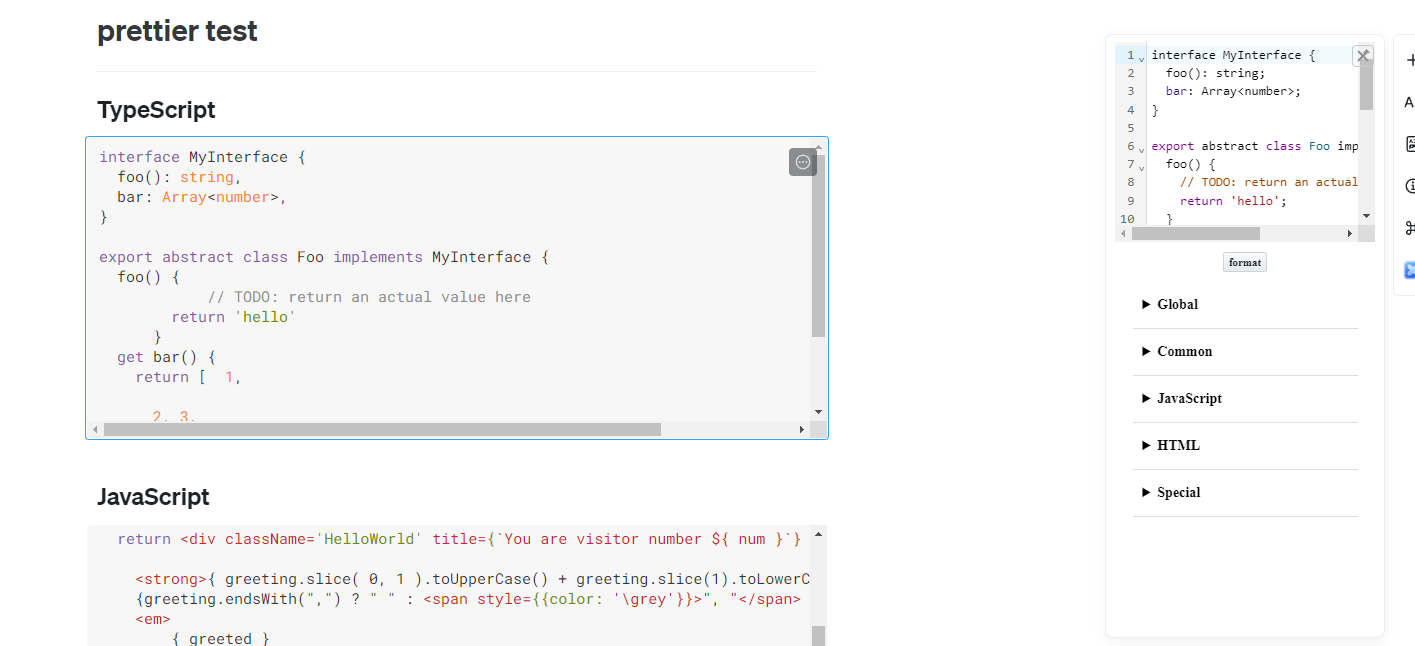 prettier test
TypeScript
interface MyInterface {
  foo(): string,
  bar: Array<number>,
}
export abstract class Foo implements MyInterface {
  foo() {
            // TODO: return an actual value here
        return 'hello'
      }
  get bar() {
    return [  1,
      2, 3,
JavaScript
  return <div className='HelloWorld' title={`You are visitor number ${ num }`}
    <strong>{ greeting.slice( 0, 1 ).toUpperCase() + greeting.slice(1).toLowerC
    {greeting.endsWith(",") ? " " : <span style={{color: '\grey'}}>", "</span>
    <em>
        { greeted }
1 interface MyInterface {
2   foo(): string;
3   bar: Array<number>;
4 }
5
6 export abstract class Foo imp
7   foo() {
8     // TODO: return an actual
9     return 'hello';
10   }
format
Global
Common
JavaScript
HTML
Special